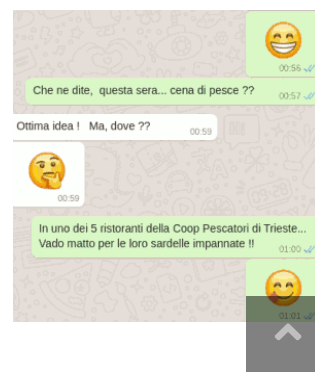 00:56
Che ne dite, questa sera... cena di pesce ??
00:57
Ottima idea ! Ma, dove ??
00:59
00:59
In uno dei 5 ristoranti della Coop Pescatori di Trieste...
Vado matto per le loro sardelle impannate !!
01:00
01:01